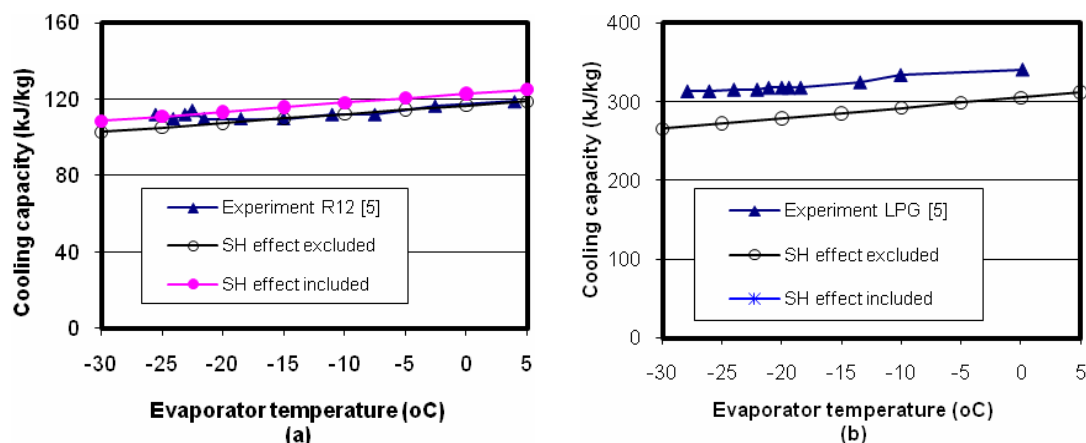 160
120
80
40
0
Cooling capacity (kJ/kg)
Experiment R12 [5]
SH effect excluded
SH effect included
-30 -25 -20 -15 -10 -5 0 5
Evaporator temperature (oC)
(a)
400
300
200
100
0
Cooling capacity (kJ/kg)
Experiment LPG [5]
SH effect excluded
SH effect included
-30 -25 -20 -15 -10 -5 0 5
Evaporator temperature (oC)
(b)